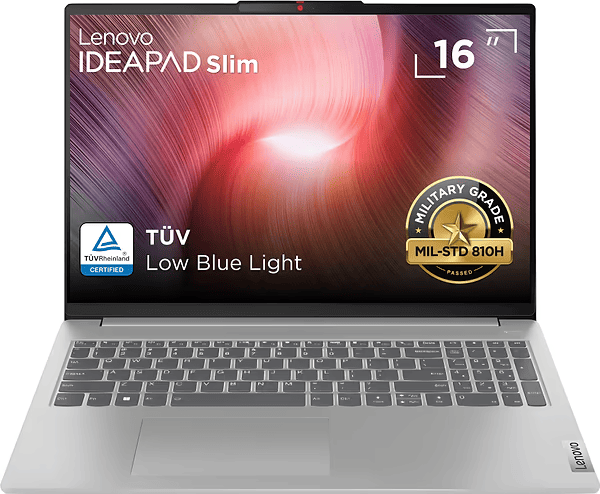 Lenovo
IDEAPAD Slim
16"
MILITARY GRADE
MIL-STD 810H
PASSED
TÜVRheinland
CERTIFIED
TÜV
Low Blue Light
Lenovo